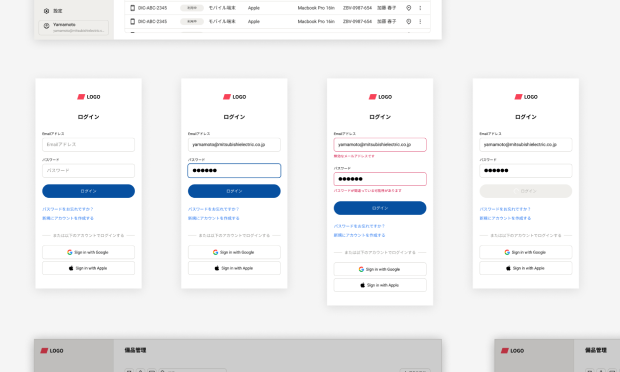 DIC-ABC-2345 モバイル端末 Apple Macbook Pro 16in ZBV-0987-654 加藤 春子
設定
Yamamoto
DIC-ABC-2345 モバイル端末 Apple Macbook Pro 16in ZBV-0987-654 加藤 春子
LOGO
ログイン
Emailアドレス
Emailアドレス
パスワード
パスワード
ログイン
パスワードをお忘れですか？
新規にアカウントを作成する
または以下のアカウントでログインする
Sign in with Google
Sign in with Apple
LOGO
ログイン
Emailアドレス
yamamoto@mitsubishielectric.co.jp
パスワード
ログイン
パスワードをお忘れですか？
新規にアカウントを作成する
または以下のアカウントでログインする
Sign in with Google
Sign in with Apple
LOGO
ログイン
Emailアドレス
yamamoto@mitsubishielectric.co.jp
無効なメールアドレスです
パスワード
パスワードが間違っている可能性があります
ログイン
パスワードをお忘れですか？
新規にアカウントを作成する
または以下のアカウントでログインする
Sign in with Google
Sign in with Apple
LOGO
ログイン
Emailアドレス
yamamoto@mitsubishielectric.co.jp
パスワード
ログイン
パスワードをお忘れですか？
新規にアカウントを作成する
または以下のアカウントでログインする
Sign in with Google
Sign in with Apple
LOGO 備品管理
LOGO 備品管理